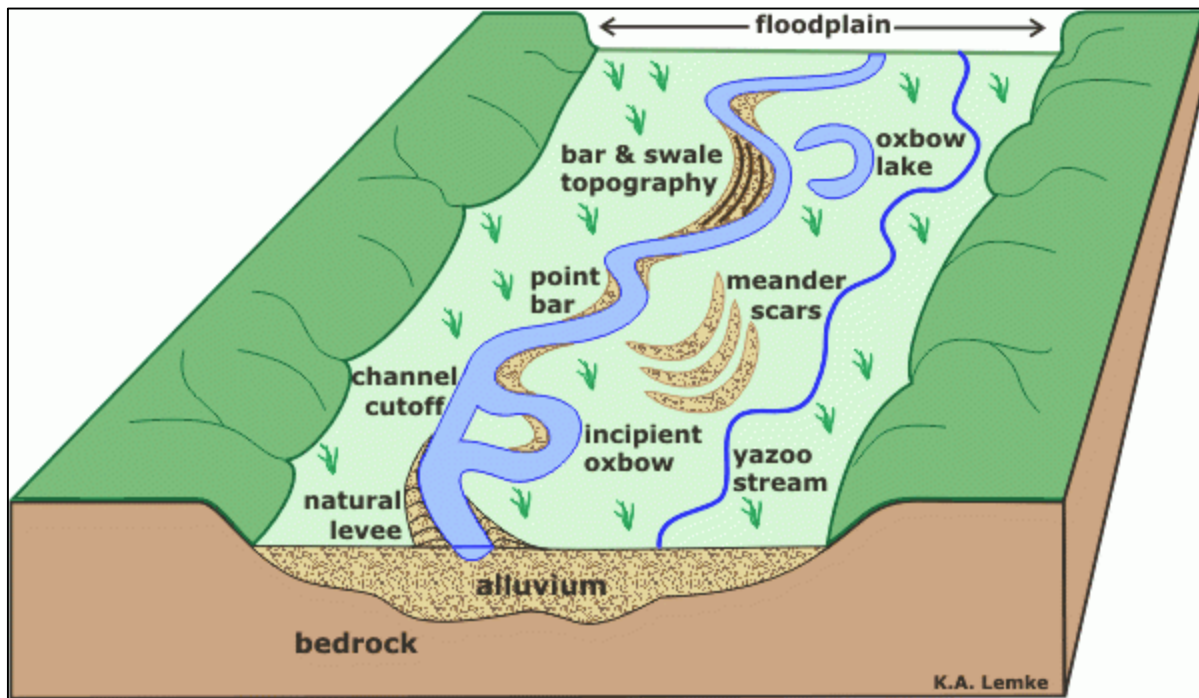 floodplain
oxbow
lake
bar & swale
topography
point
bar
meander
scars
channel
cutoff
incipient
oxbow
yazoo
stream
natural
levee
alluvium
bedrock
K.A. Lemke